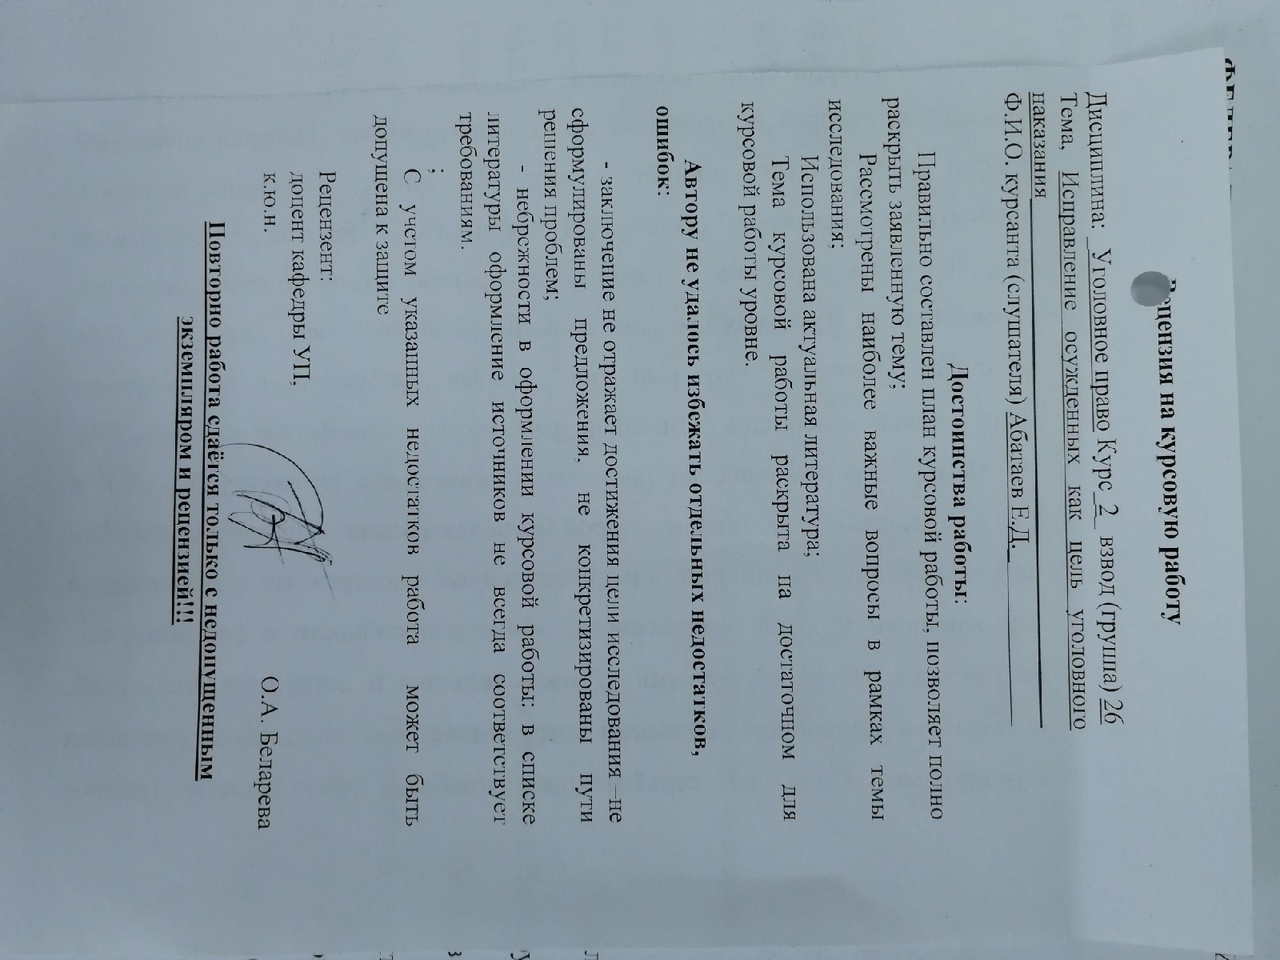 Рецензия на курсовую работу
Дисциплина: Уголовное право Курс 2 взвод (группа) 26
Тема, Исправление осужденных как цель уголовного
наказания
Ф.И.О. курсанта (слушателя) Абатаев Е.Д.
Достоинства работы:
Правильно составлен план курсовой работы, позволяет полно
раскрыть заявленную тему;
Рассмотрены наиболее важные вопросы в рамках темы
исследования;
Использована актуальная литература;
Тема курсовой работы раскрыта на достаточном для
курсовой работы уровне.
Автору не удалось избежать отдельных недостатков,
ошибок:
- заключение не отражает достижения цели исследования –не
сформулированы предложения, не конкретизированы пути
решения проблем;
- небрежности в оформлении курсовой работы: в списке
литературы оформление источников не всегда соответствует
требованиям.
;
С учетом указанных недостатков работа может быть
допущена к защите
Рецензент:
доцент кафедры УП,
к.ю.н. О.А. Беларева
Повторно работа сдаётся только с недопущенным
экземпляром и рецензией!!!